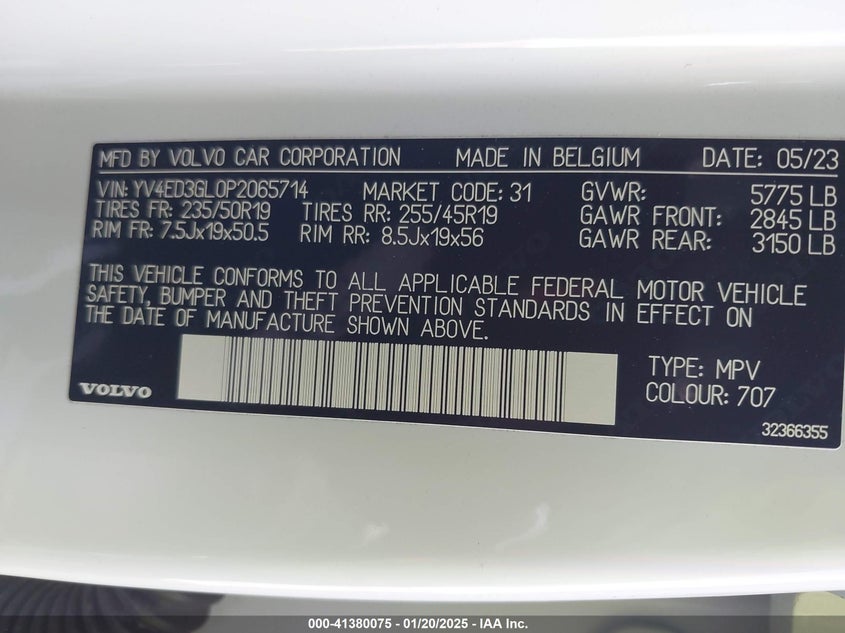 MFD BY VOLVO CAR CORPORATION MADE IN BELGIUM DATE: 05/23
VIN: YV4ED3GL0P2065714 MARKET CODE: 31 GVWR: 5775 LB
TIRES FR: 235/50R19 TIRES RR: 255/45R19 GAWR FRONT: 2845 LB
RIM FR: 7.5Jx19x50.5 RIM RR: 8.5Jx19x56 GAWR REAR: 3150 LB
THIS VEHICLE CONFORMS TO ALL APPLICABLE FEDERAL MOTOR VEHICLE
SAFETY, BUMPER AND THEFT PREVENTION STANDARDS IN EFFECT ON
THE DATE OF MANUFACTURE SHOWN ABOVE.
TYPE: MPV
VOLVO COLOUR: 707
32366355
000-41380075 - 01/20/2025 - IAA Inc.